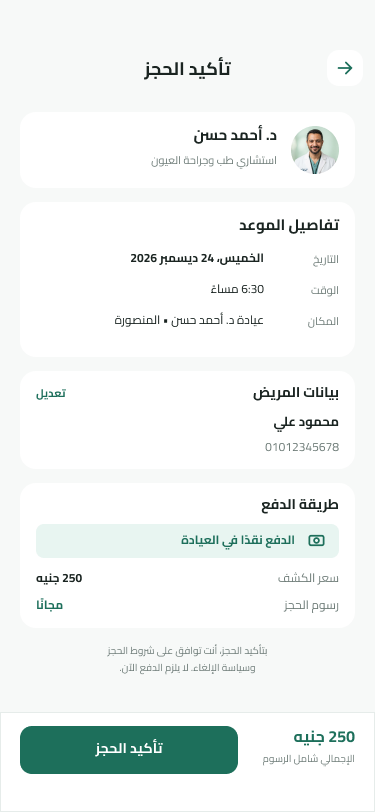 تأكيد الحجز
د. أحمد حسن
استشاري طب وجراحة العيون
تفاصيل الموعد
التاريخ الخميس، 24 ديسمبر 2026
الوقت 6:30 مساءً
المكان عيادة د. أحمد حسن • المنصورة
بيانات المريض تعديل
محمود علي
01012345678
طريقة الدفع
الدفع نقدًا في العيادة
سعر الكشف 250 جنيه
رسوم الحجز مجانًا
بتأكيد الحجز، أنت توافق على شروط الحجز
وسياسة الإلغاء. لا يلزم الدفع الآن.
250 جنيه
الإجمالي شامل الرسوم
تأكيد الحجز